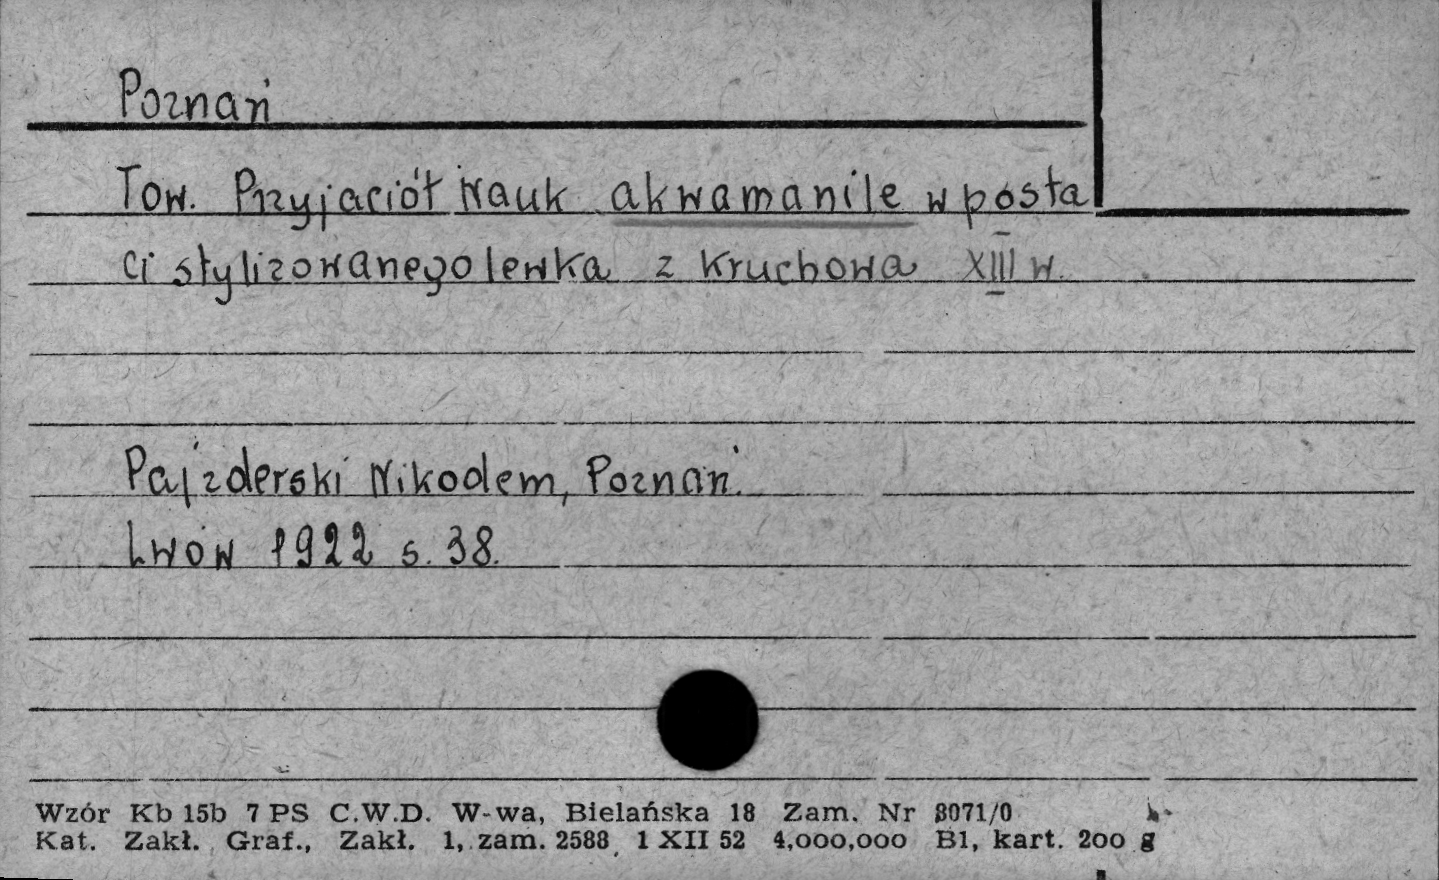 Poznań
Tow. Przyjaciół Nauk akwamanile w posta
ci stylizowanego lewka z Kruchowa XIII w.
Pajzderski Nikodem, Poznań.
Lwów 1922 s. 38.
Wzór Kb 15b 7 PS C.W.D. W-wa, Bielańska 18 Zam. Nr 8071/0
Kat. Zakł. Graf., Zakł. 1, zam. 2588 1 XII 52 4,000,000 B1, kart. 200 g